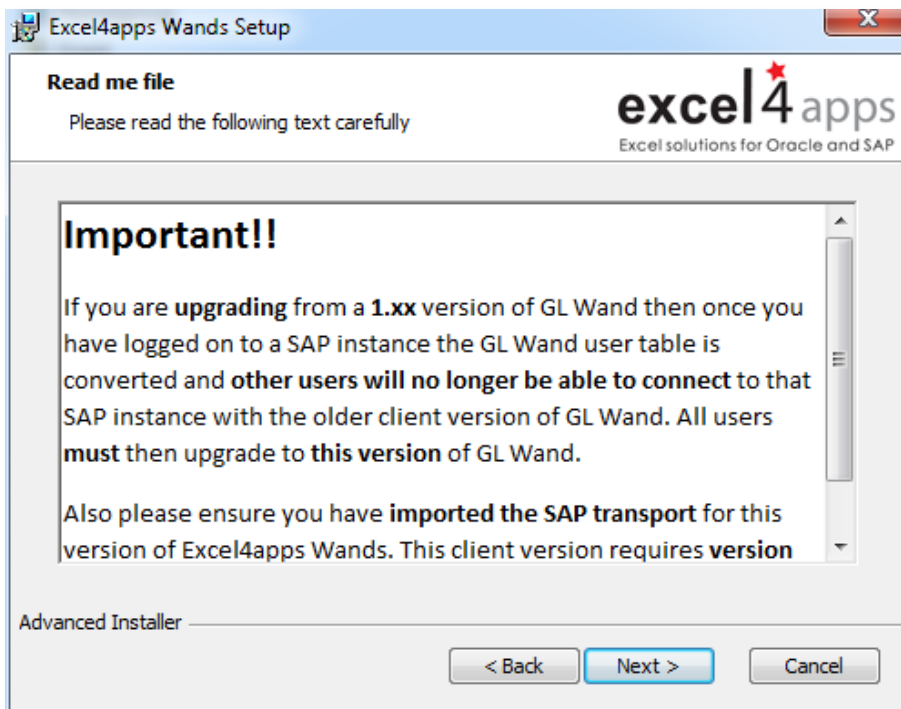 Excel4apps Wands Setup
Read me file
Please read the following text carefully
excel4apps
Excel solutions for Oracle and SAP
Important!!
If you are upgrading from a 1.xx version of GL Wand then once you
have logged on to a SAP instance the GL Wand user table is
converted and other users will no longer be able to connect to that
SAP instance with the older client version of GL Wand. All users
must then upgrade to this version of GL Wand.
Also please ensure you have imported the SAP transport for this
version of Excel4apps Wands. This client version requires version
Advanced Installer
< Back Next > Cancel